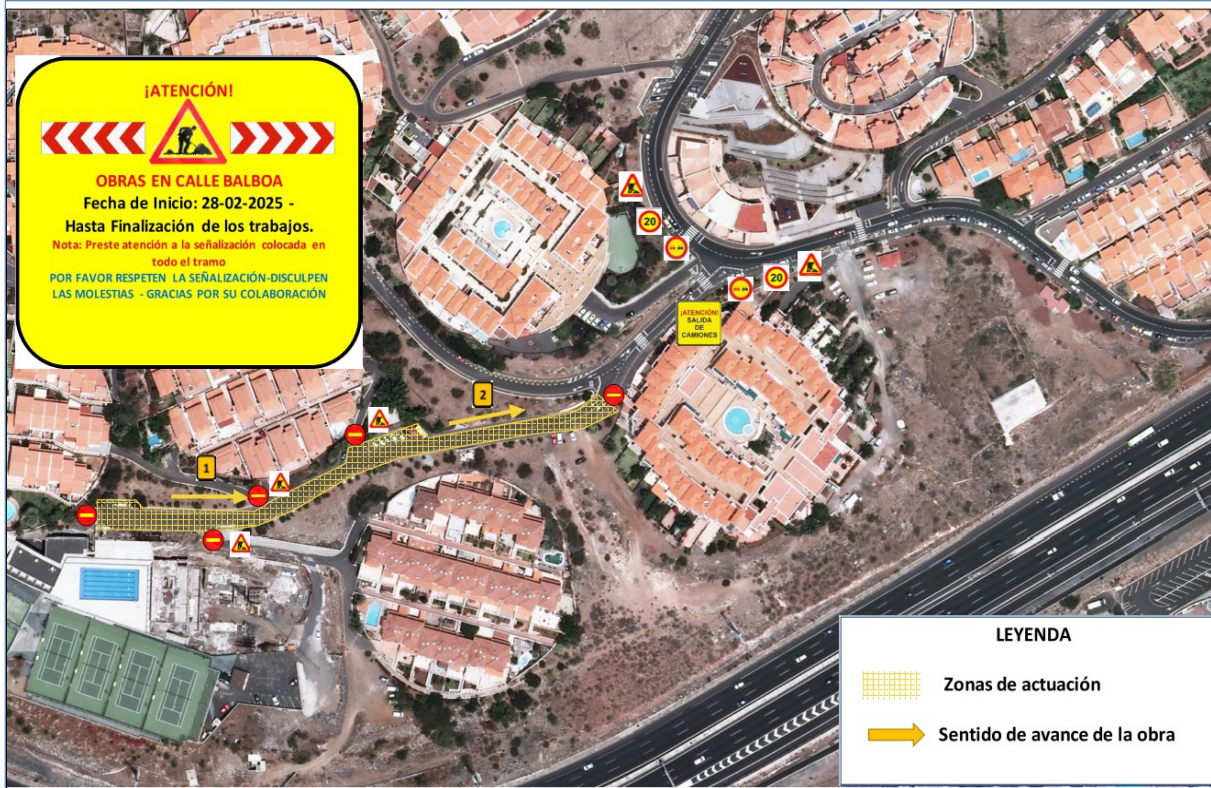 ¡ATENCIÓN!
OBRAS EN CALLE BALBOA
Fecha de Inicio: 28-02-2025 -
Hasta Finalización de los trabajos.
Nota: Preste atención a la señalización colocada en
todo el tramo
POR FAVOR RESPETEN LA SEÑALIZACIÓN-DISCULPEN
LAS MOLESTIAS - GRACIAS POR SU COLABORACIÓN
20
20
¡ATENCIÓN!
SALIDA
DE
CAMIONES
2
1
LEYENDA
Zonas de actuación
Sentido de avance de la obra